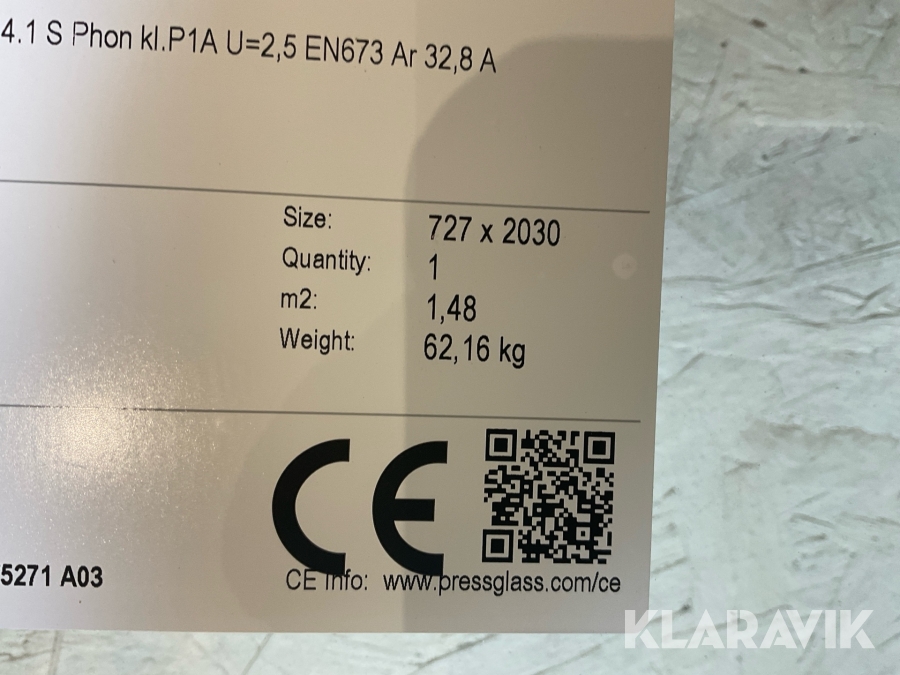 4.1 S Phon kl.P1A U=2,5 EN673 Ar 32,8 A
Size: 727 x 2030
Quantity: 1
m2: 1,48
Weight: 62,16 kg
CE
5271 A03
CE Info: www.pressglass.com/ce
KLARAVIK